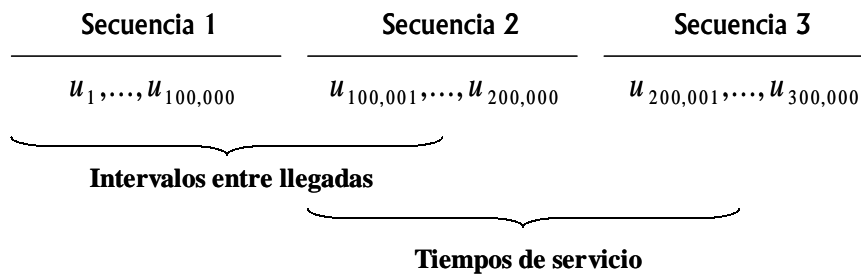 Secuencia 1 Secuencia 2 Secuencia 3
u1,...,u100,000 u100,001,...,u200,000 u200,001,...,u300,000
Intervalos entre llegadas
Tiempos de servicio